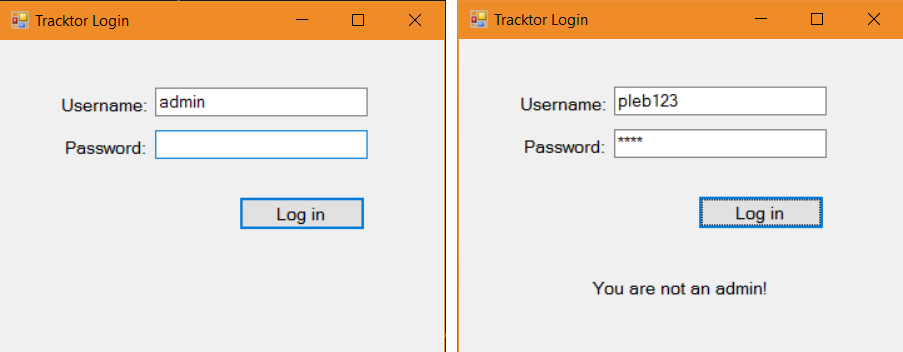 Tracktor Login
Username: admin
Password:
Log in
Tracktor Login
Username: pleb123
Password: ****
Log in
You are not an admin!